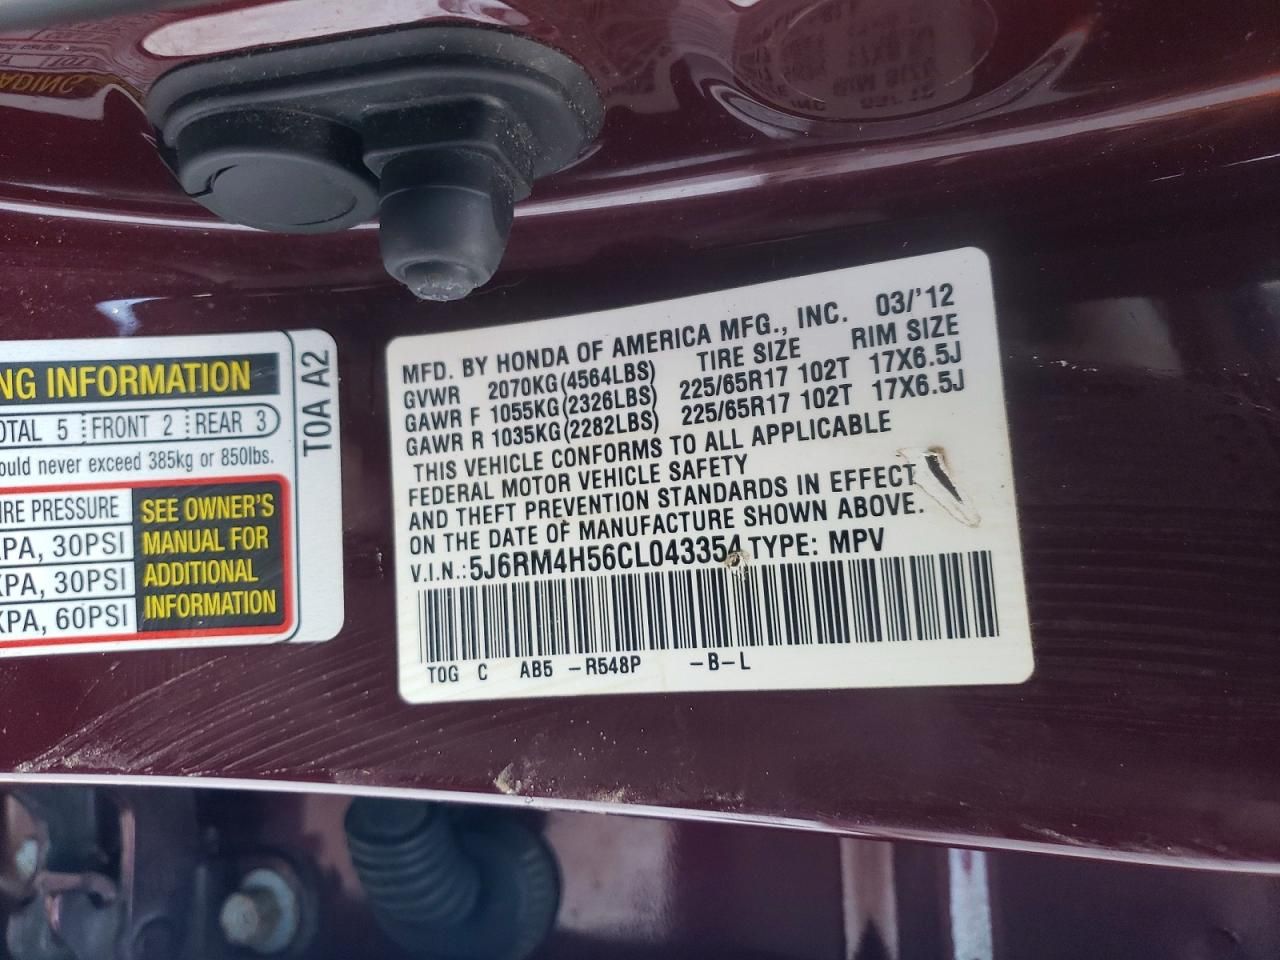 NG INFORMATION
OTAL 5 FRONT 2 REAR 3
ould never exceed 385kg or 850lbs.
IRE PRESSURE
KPA, 30PSI
KPA, 30PSI
KPA, 60PSI
SEE OWNER'S
MANUAL FOR
ADDITIONAL
INFORMATION
T0A A2
MFD. BY HONDA OF AMERICA MFG., INC. 03/'12
GVWR 2070KG(4564LBS) TIRE SIZE RIM SIZE
GAWR F 1055KG(2326LBS) 225/65R17 102T 17X6.5J
GAWR R 1035KG(2282LBS) 225/65R17 102T 17X6.5J
THIS VEHICLE CONFORMS TO ALL APPLICABLE
FEDERAL MOTOR VEHICLE SAFETY
AND THEFT PREVENTION STANDARDS IN EFFECT
ON THE DATE OF MANUFACTURE SHOWN ABOVE.
V.I.N.: 5J6RM4H56CL043354 TYPE: MPV
T0G C AB5 -R548P -B-L